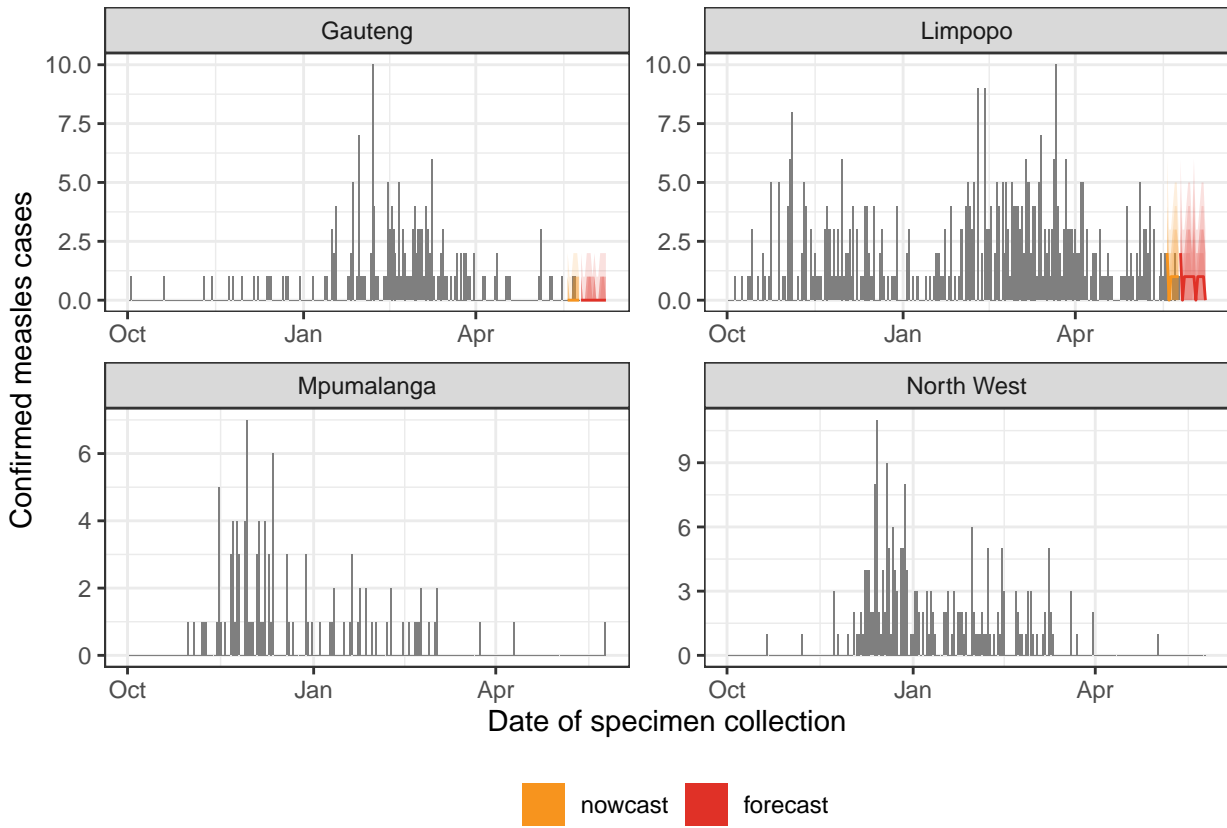 Gauteng
Limpopo
10.0
7.5
5.0
2.5
0.0
Oct Jan Apr
10.0
7.5
5.0
2.5
0.0
Oct Jan Apr
Mpumalanga
North West
6
4
2
0
Oct Jan Apr
9
6
3
0
Oct Jan Apr
Confirmed measles cases
Date of specimen collection
nowcast forecast